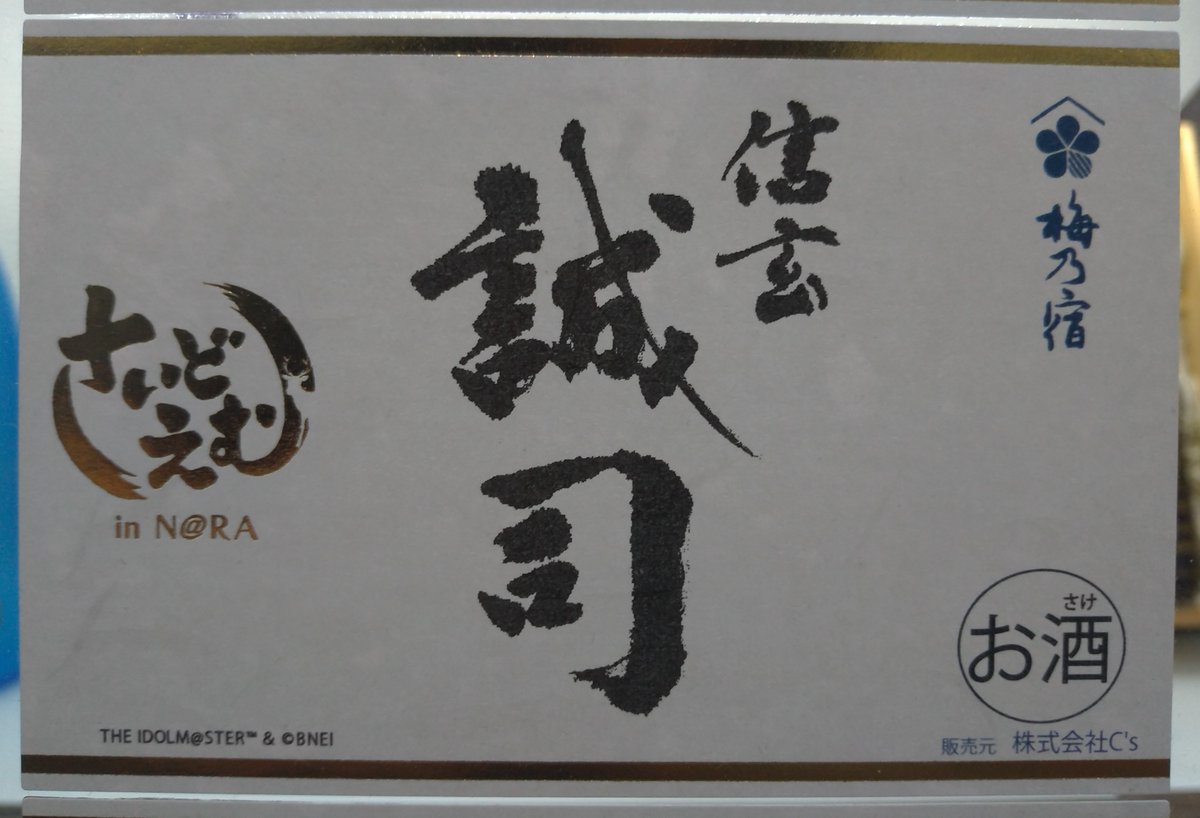 梅乃宿
信玄
誠司
さいど
えむ
in N@RA
さけ
お酒
THE IDOLM@STER™ & ©BNEI
販売元 株式会社C's